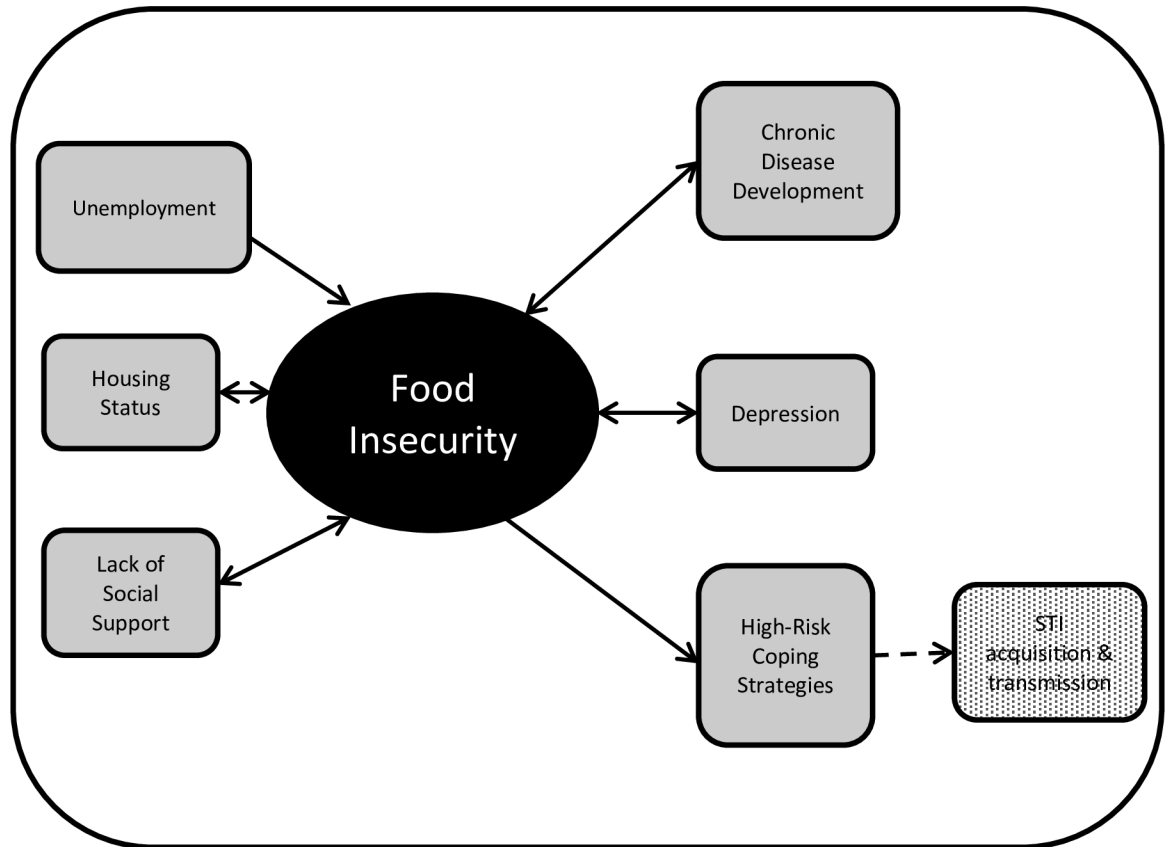 Unemployment
Housing
Status
Lack of
Social
Support
Food
Insecurity
Chronic
Disease
Development
Depression
High-Risk
Coping
Strategies
STI
acquisition &
transmission